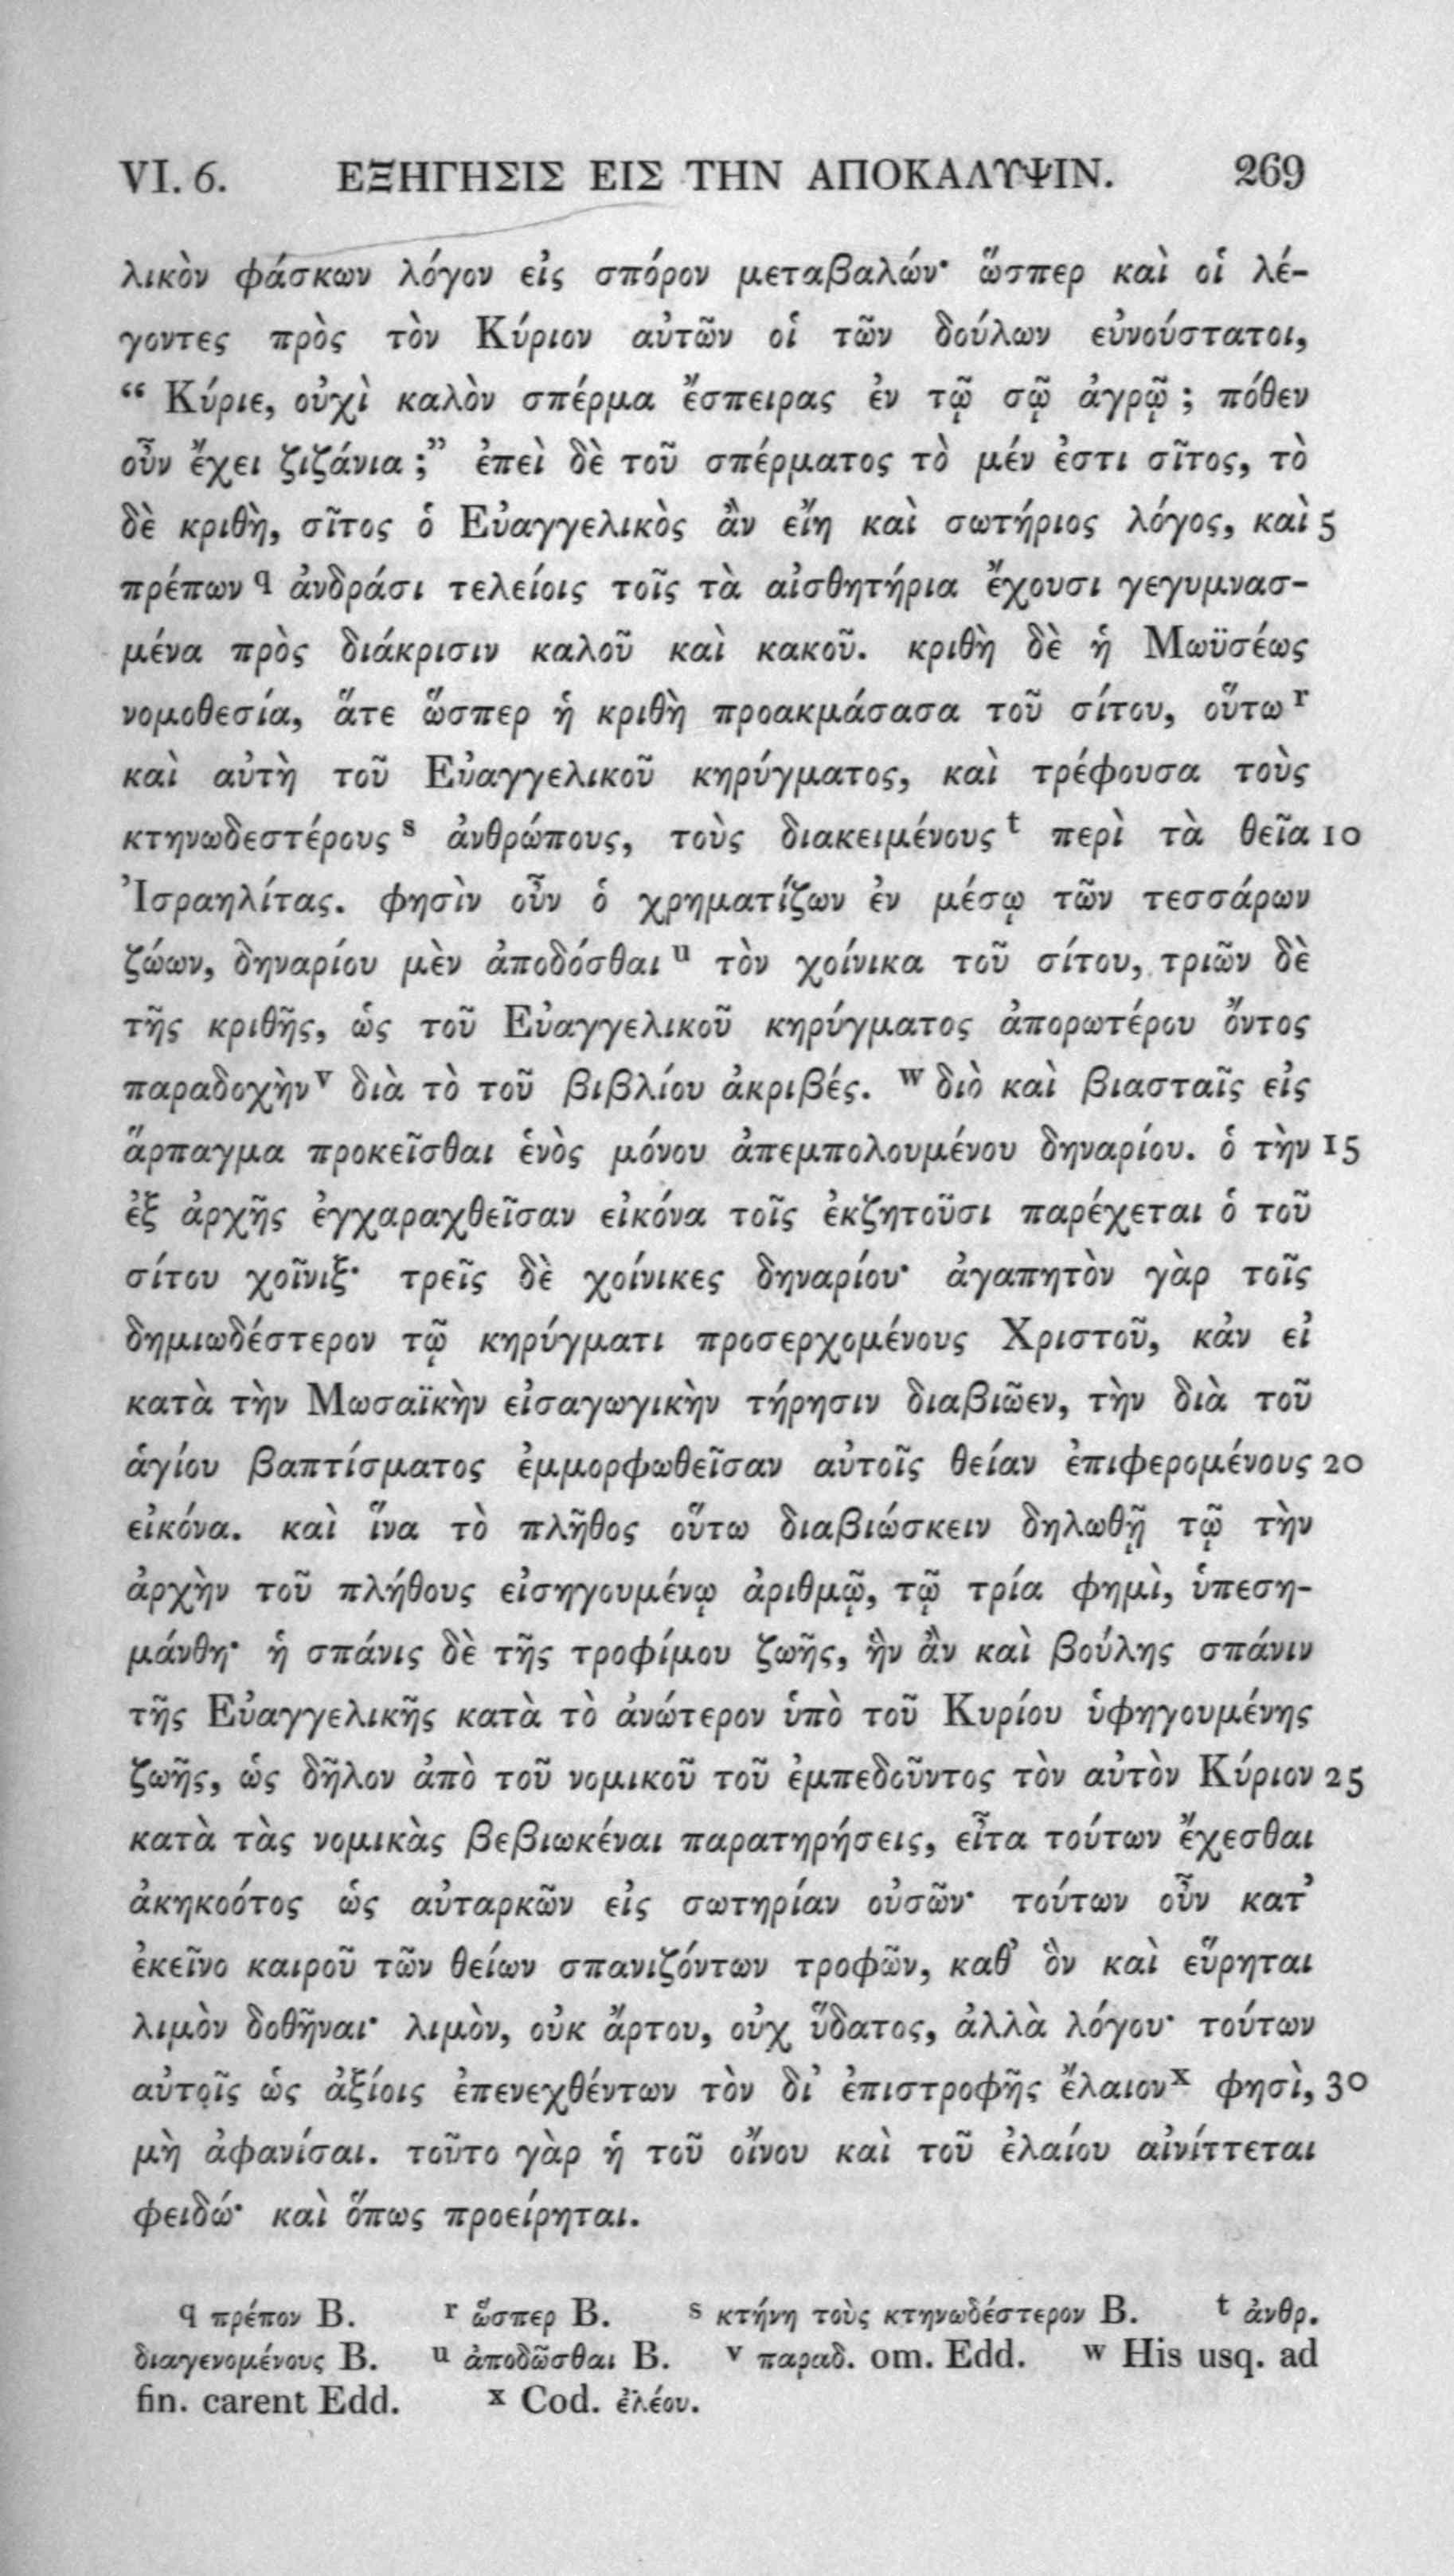 VI. 6. ΕΞΗΓΗΣΙΣ ΕΙΣ ΤΗΝ ΑΠΟΚΑΛΥΨΙΝ. 269
λικὸν φάσκων λόγον εἰς σπόρον μεταβαλών· ὥσπερ καὶ οἱ λέ-
γοντες πρὸς τὸν Κύριον αὐτῶν οἱ τῶν δούλων εὐνούστατοι,
“ Κύριε, οὐχὶ καλὸν σπέρμα ἔσπειρας ἐν τῷ σῷ ἀγρῷ ; πόθεν
οὖν ἔχει ζιζάνια ;” ἐπεὶ δὲ τοῦ σπέρματος τὸ μέν ἐστι σῖτος, τὸ
δὲ κριθὴ, σῖτος ὁ Εὐαγγελικὸς ἂν εἴη καὶ σωτήριος λόγος, καὶ 5
πρέπων q ἀνδράσι τελείοις τοῖς τὰ αἰσθητήρια ἔχουσι γεγυμνασ-
μένα πρὸς διάκρισιν καλοῦ καὶ κακοῦ. κριθὴ δὲ ἡ Μωϋσέως
νομοθεσία, ἅτε ὥσπερ ἡ κριθὴ προακμάσασα τοῦ σίτου, οὕτω r
καὶ αὐτὴ τοῦ Εὐαγγελικοῦ κηρύγματος, καὶ τρέφουσα τοὺς
κτηνωδεστέρους s ἀνθρώπους, τοὺς διακειμένους t περὶ τὰ θεῖα 10
Ἰσραηλίτας. φησὶν οὖν ὁ χρηματίζων ἐν μέσῳ τῶν τεσσάρων
ζώων, δηναρίου μὲν ἀποδόσθαι u τὸν χοίνικα τοῦ σίτου, τριῶν δὲ
τῆς κριθῆς, ὡς τοῦ Εὐαγγελικοῦ κηρύγματος ἀπορωτέρου ὄντος
παραδοχὴν v διὰ τὸ τοῦ βιβλίου ἀκριβές. w διὸ καὶ βιασταῖς εἰς
ἅρπαγμα προκεῖσθαι ἑνὸς μόνου ἀπεμπολουμένου δηναρίου. ὁ τὴν 15
ἐξ ἀρχῆς ἐγχαραχθεῖσαν εἰκόνα τοῖς ἐκζητοῦσι παρέχεται ὁ τοῦ
σίτου χοῖνιξ· τρεῖς δὲ χοίνικες δηναρίου· ἀγαπητὸν γὰρ τοῖς
δημιωδέστερον τῷ κηρύγματι προσερχομένους Χριστοῦ, κἀν εἰ
κατὰ τὴν Μωσαϊκὴν εἰσαγωγικὴν τήρησιν διαβιῶεν, τὴν διὰ τοῦ
ἁγίου βαπτίσματος ἐμμορφωθεῖσαν αὐτοῖς θείαν ἐπιφερομένους 20
εἰκόνα. καὶ ἵνα τὸ πλῆθος οὕτω διαβιώσκειν δηλωθῇ τῷ τὴν
ἀρχὴν τοῦ πλήθους εἰσηγουμένῳ ἀριθμῷ, τῷ τρία φημὶ, ὑπεση-
μάνθη· ἡ σπάνις δὲ τῆς τροφίμου ζωῆς, ἣν ἂν καὶ βούλης σπάνιν
τῆς Εὐαγγελικῆς κατὰ τὸ ἀνώτερον ὑπὸ τοῦ Κυρίου ὑφηγουμένης
ζωῆς, ὡς δῆλον ἀπὸ τοῦ νομικοῦ τοῦ ἐμπεδοῦντος τὸν αὐτὸν Κύριον 25
κατὰ τὰς νομικὰς βεβιωκέναι παρατηρήσεις, εἶτα τούτων ἔχεσθαι
ἀκηκοότος ὡς αὐταρκῶν εἰς σωτηρίαν οὐσῶν· τούτων οὖν κατ’
ἐκεῖνο καιροῦ τῶν θείων σπανιζόντων τροφῶν, καθ’ ὃν καὶ εὕρηται
λιμὸν δοθῆναι· λιμὸν, οὐκ ἄρτου, οὐχ ὕδατος, ἀλλὰ λόγου· τούτων
αὐτοῖς ὡς ἀξίοις ἐπενεχθέντων τὸν δι’ ἐπιστροφῆς ἔλαιον x φησὶ, 30
μὴ ἀφανίσαι. τοῦτο γὰρ ἡ τοῦ οἴνου καὶ τοῦ ἐλαίου αἰνίττεται
φειδώ· καὶ ὅπως προείρηται.
q πρέπον B. r ὥσπερ B. s κτήνη τοὺς κτηνωδέστερον B. t ἀνθρ.
διαγενομένους B. u ἀποδῶσθαι B. v παραδ. om. Edd. w His usq. ad
fin. carent Edd. x Cod. ἐλέου.